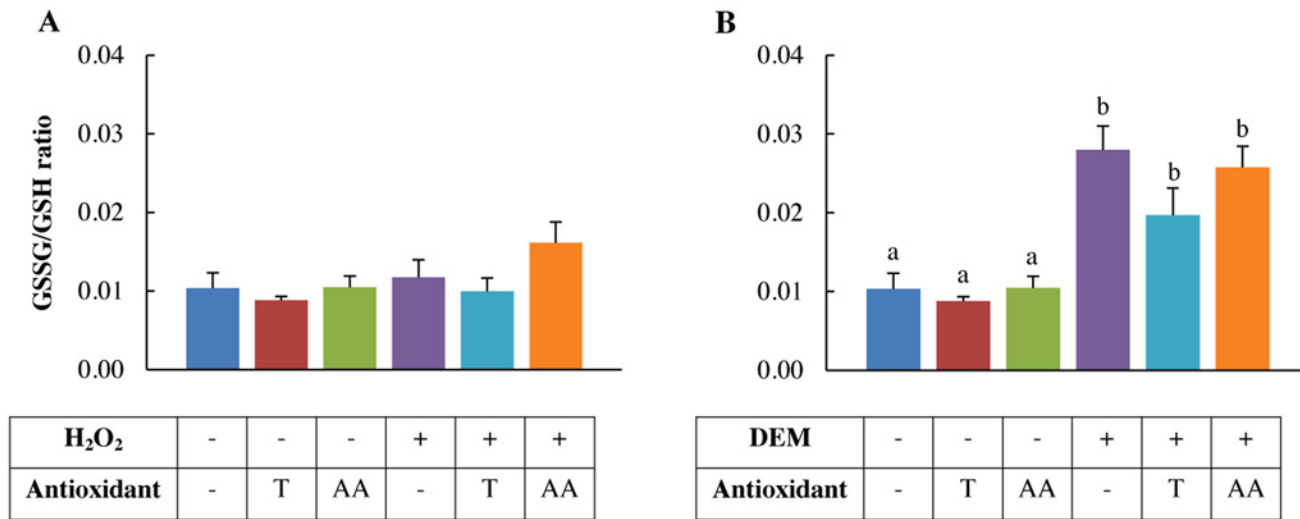 A
0.04
0.03
0.02
0.01
0.00
GSSG/GSH ratio
H₂O₂ - - - + + +
Antioxidant - T AA - T AA
B
0.04
0.03
0.02
0.01
0.00
a a a b b b
DEM - - - + + +
Antioxidant - T AA - T AA